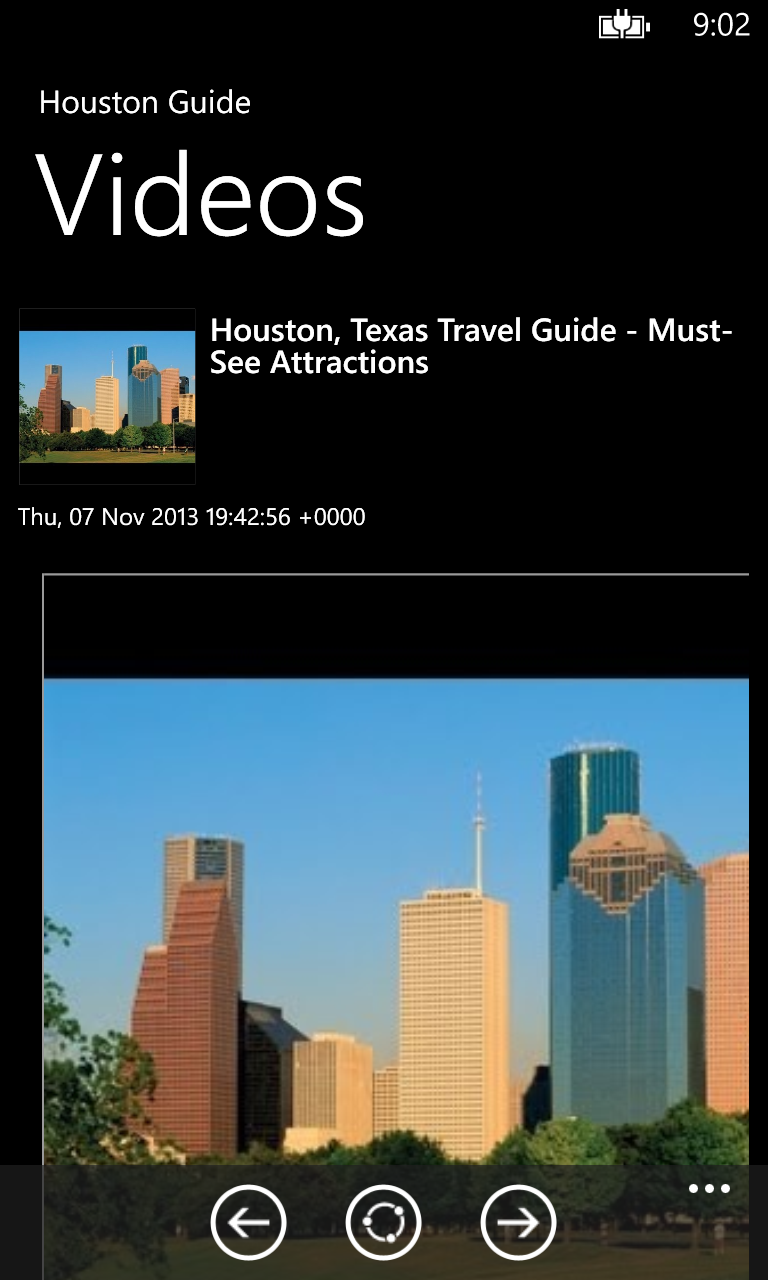 9:02
Houston Guide
Videos
Houston, Texas Travel Guide - Must-
See Attractions
Thu, 07 Nov 2013 19:42:56 +0000